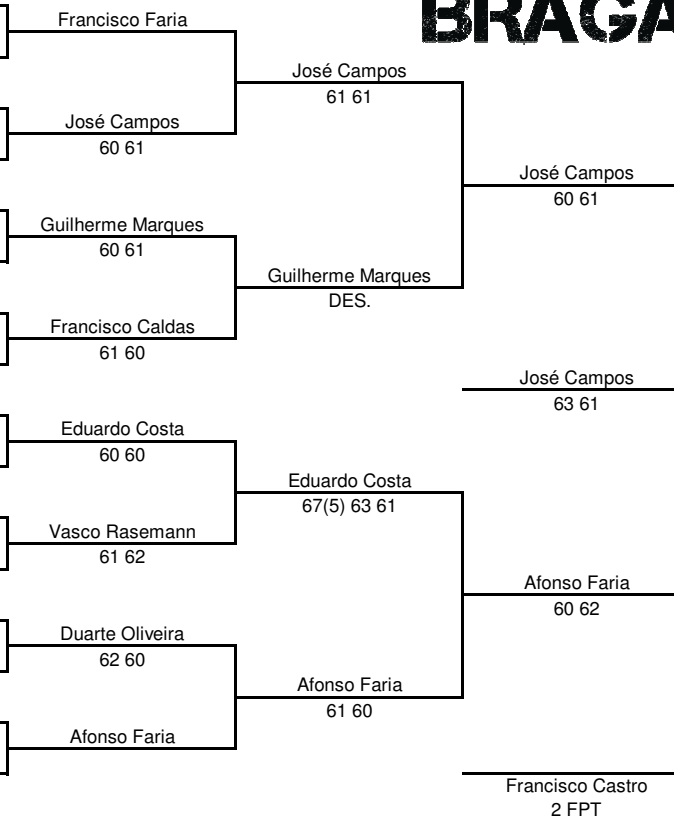 BRAGA
Francisco Faria
José Campos
61 61
José Campos
60 61
José Campos
60 61
Guilherme Marques
60 61
Guilherme Marques
DES.
Francisco Caldas
61 60
José Campos
63 61
Eduardo Costa
60 60
Eduardo Costa
67(5) 63 61
Vasco Rasemann
61 62
Afonso Faria
60 62
Duarte Oliveira
62 60
Afonso Faria
61 60
Afonso Faria
Francisco Castro
2 FPT